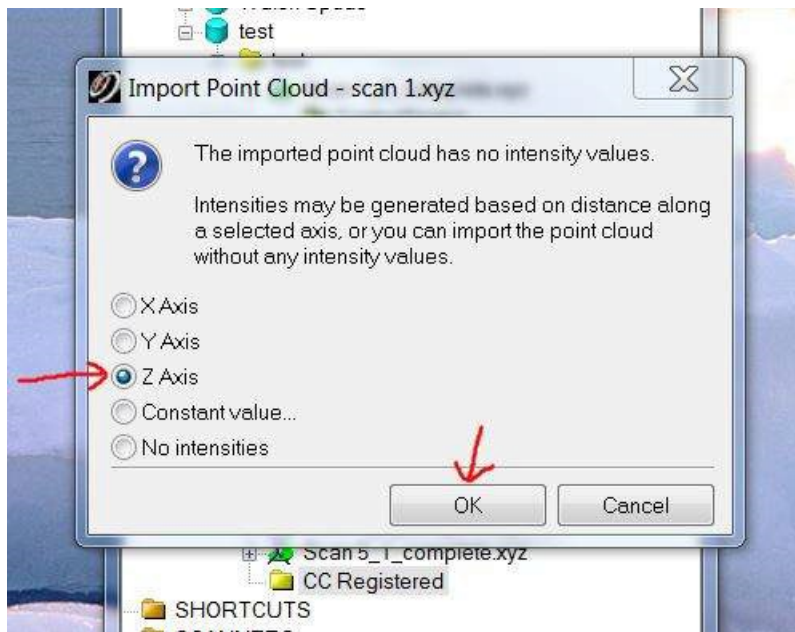 test
Import Point Cloud - scan 1.xyz
The imported point cloud has no intensity values.
Intensities may be generated based on distance along
a selected axis, or you can import the point cloud
without any intensity values.
X Axis
Y Axis
Z Axis
Constant value...
No intensities
OK
Cancel
Scan 5_1_complete.xyz
CC Registered
SHORTCUTS